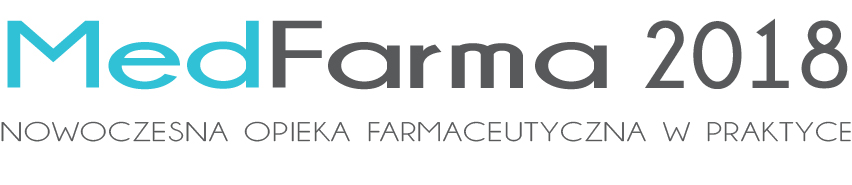 MedFarma 2018
NOWOCZESNA OPIEKA FARMACEUTYCZNA W PRAKTYCE